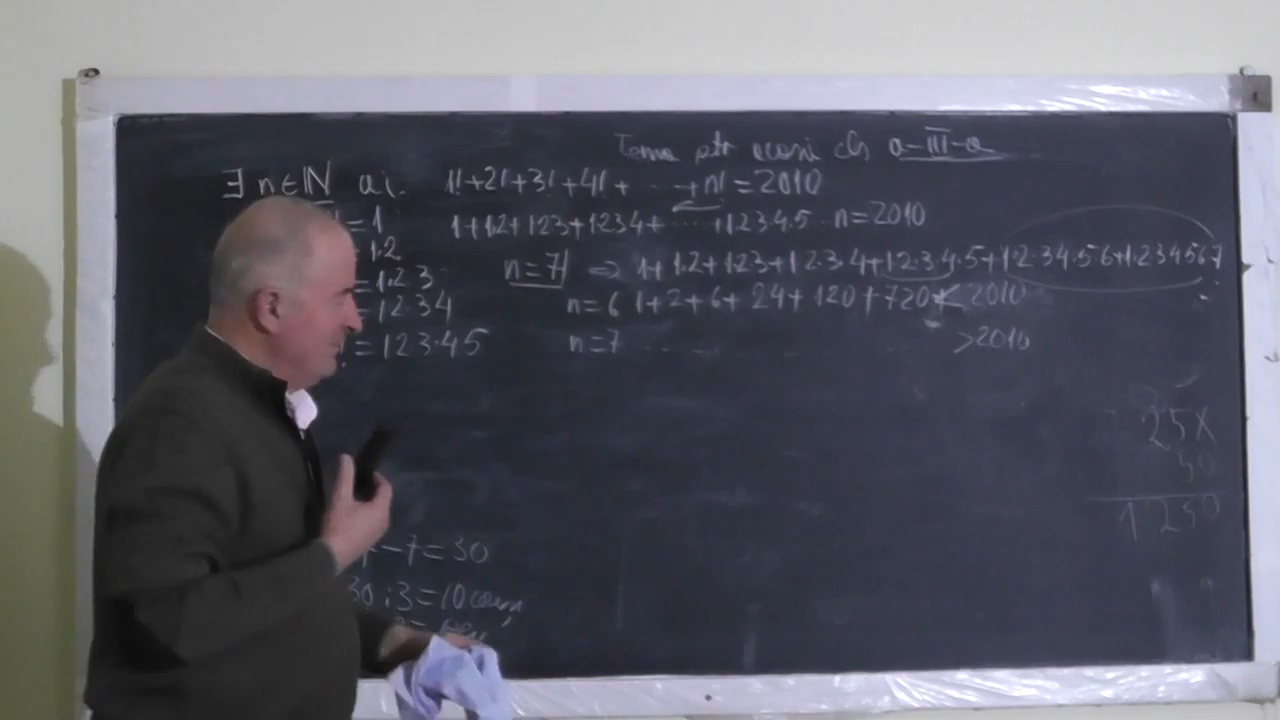 Tema ptr acasă cls a-III-a
∃ n∈ℕ a.i. 1!+2!+3!+4!+ ..... +n!=2010
=1
1+1.2+1.2.3+1.2.3.4+ ..... +1.2.3.4.5...n=2010
1.2
n=7 ⇒ 1+1.2+1.2.3+1.2.3.4+1.2.3.4.5+1.2.3.4.5.6+1.2.3.4.5.6.7
=1.2.3
n=6 1+2+6+24+120+720<2010
=1.2.3.4
n=7 ..... >2010
=1.2.3.4.5
25X
50
1250
-7=30
30:3=10